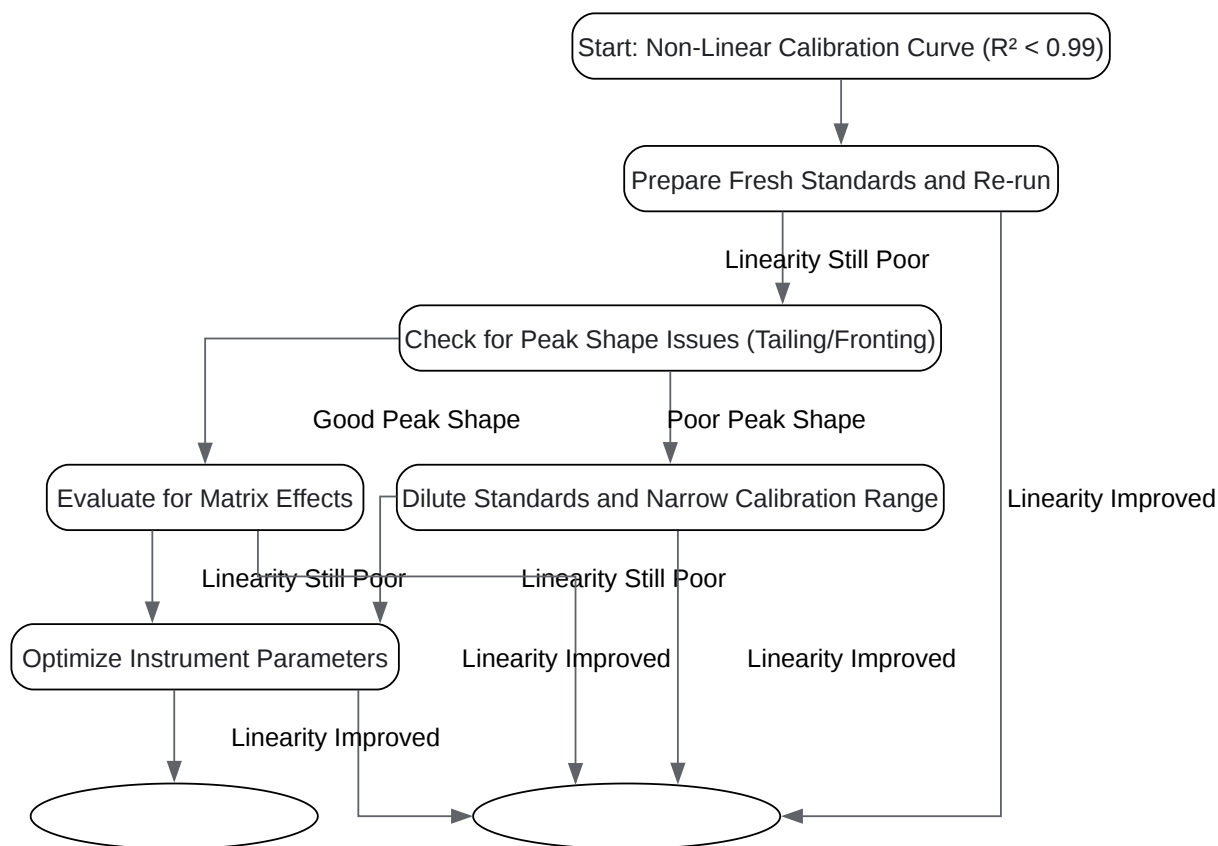 Start: Non-Linear Calibration Curve (R² < 0.99)
Prepare Fresh Standards and Re-run
Linearity Still Poor
Check for Peak Shape Issues (Tailing/Fronting)
Good Peak Shape
Poor Peak Shape
Evaluate for Matrix Effects
Dilute Standards and Narrow Calibration Range
Linearity Improved
Linearity Still Poor
Linearity Still Poor
Optimize Instrument Parameters
Linearity Improved
Linearity Improved
Linearity Improved